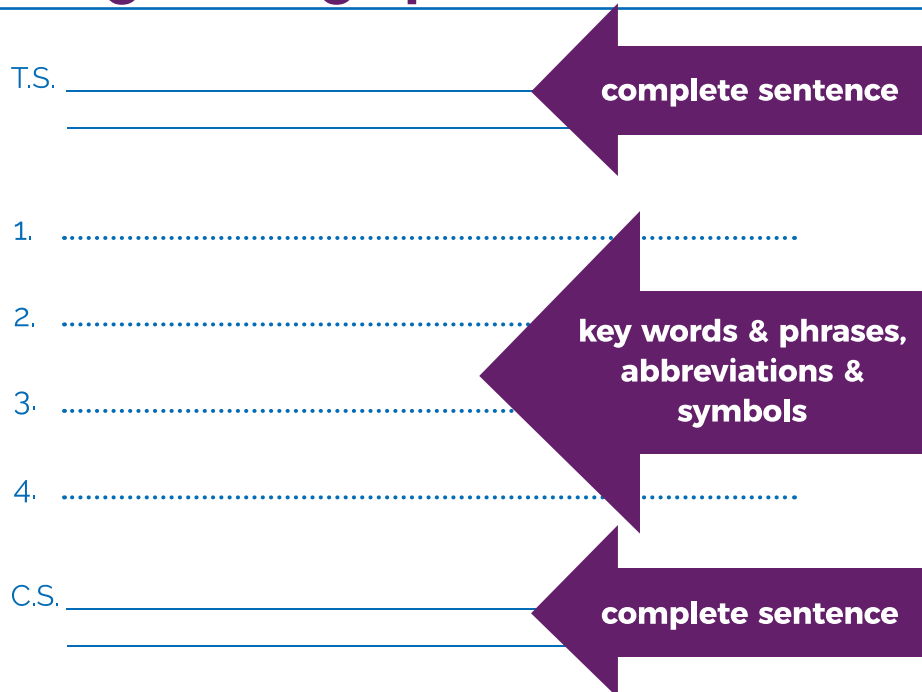 T.S.
complete sentence
1.
2.
key words & phrases,
abbreviations &
symbols
3.
4.
C.S.
complete sentence